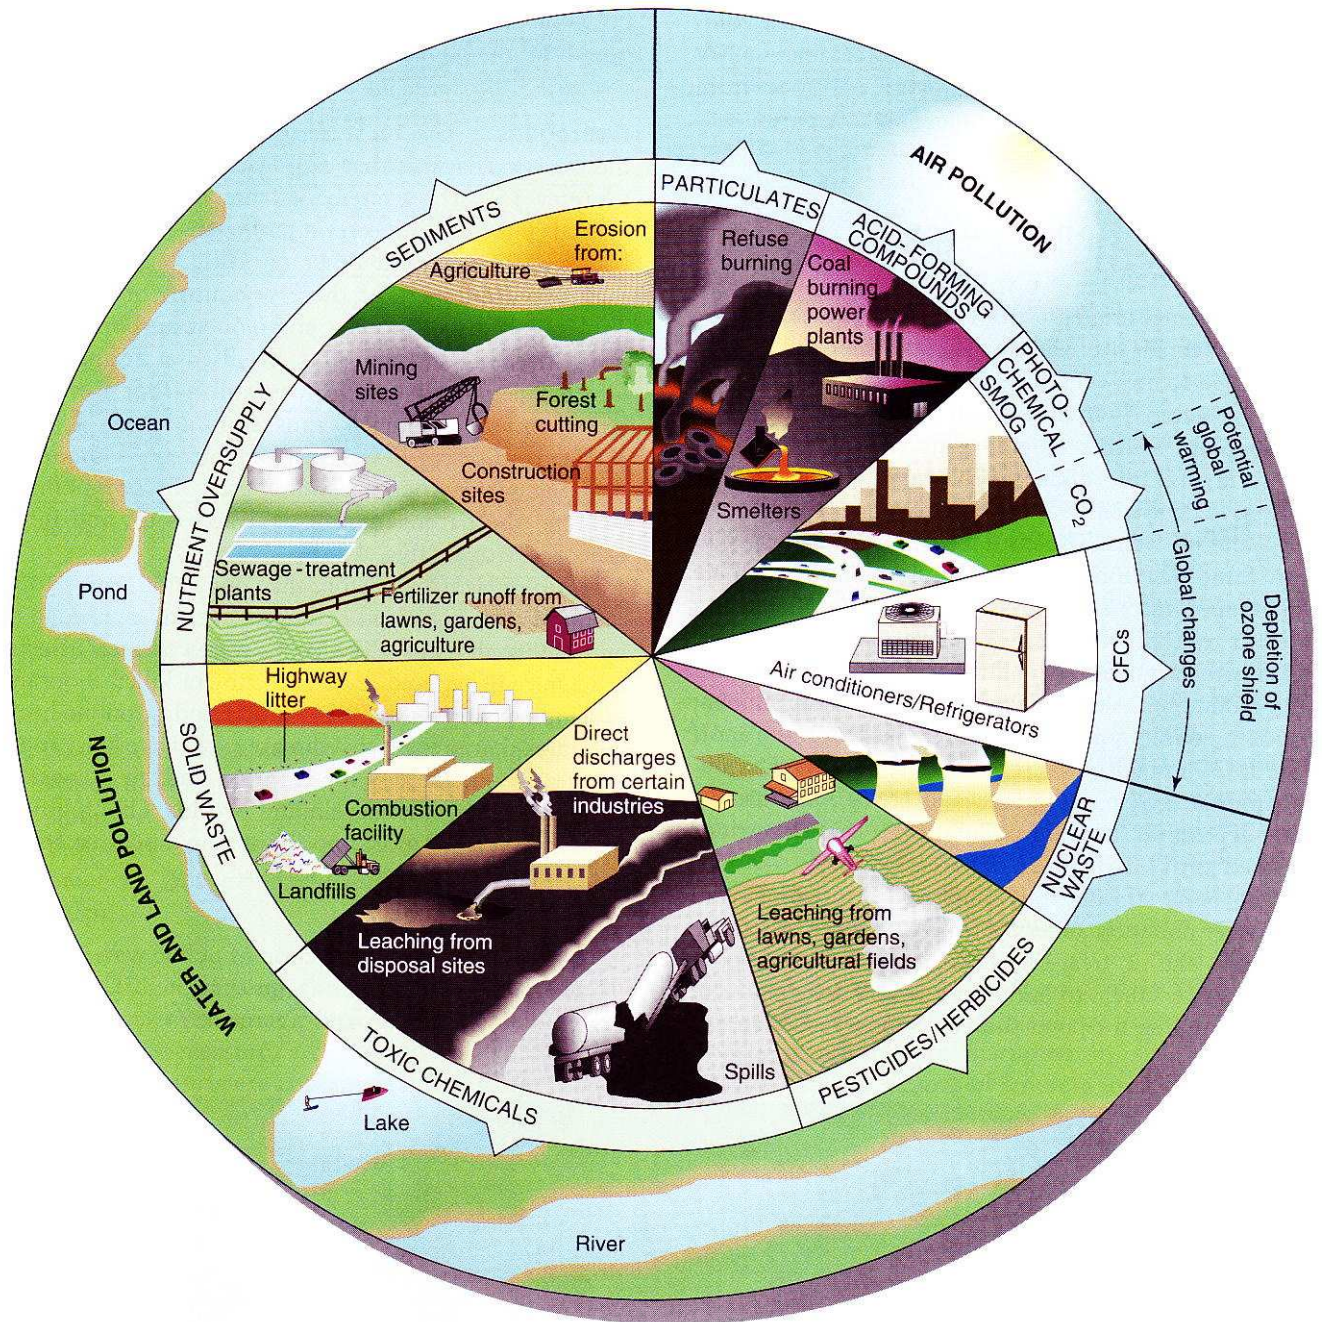 AIR POLLUTION
PARTICULATES
Refuse
burning
ACID-FORMING
COMPOUNDS
Coal
burning
power
plants
Smelters
PHOTO-
CHEMICAL
SMOG
CO₂
Potential
global
warming
Global changes
Depletion of
ozone shield
CFCs
Air conditioners/Refrigerators
NUCLEAR
WASTE
PESTICIDES/HERBICIDES
Leaching from
lawns, gardens,
agricultural fields
TOXIC CHEMICALS
Direct
discharges
from certain
industries
Leaching from
disposal sites
Spills
SOLID WASTE
Highway
litter
Combustion
facility
Landfills
NUTRIENT OVERSUPPLY
Sewage-treatment
plants
Fertilizer runoff from
lawns, gardens,
agriculture
SEDIMENTS
Erosion
from:
Agriculture
Mining
sites
Forest
cutting
Construction
sites
WATER AND LAND POLLUTION
Ocean
Pond
Lake
River